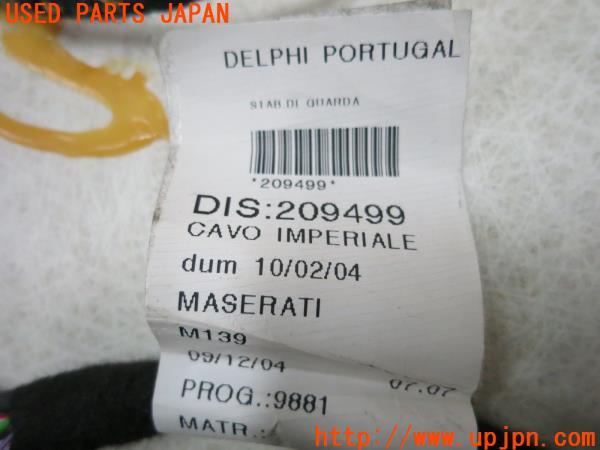 USED PARTS JAPAN
DELPHI PORTUGAL
STAB.DI GUARDA
*209499*
DIS:209499
CAVO IMPERIALE
dum 10/02/04
MASERATI
M139
09/12/04 07.07
PROG.:9881
MATR.:
https://www.upjpn.com/